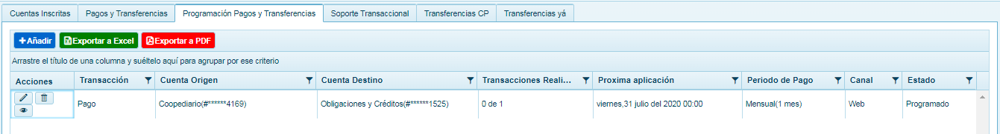 Cuentas Inscritas Pagos y Transferencias Programación Pagos y Transferencias Soporte Transaccional Transferencias CP Transferencias yá
+Añadir Exportar a Excel Exportar a PDF
Arrastre el título de una columna y suéltelo aquí para agrupar por ese criterio
Acciones Transacción Cuenta Origen Cuenta Destino Transacciones Reali... Proxima aplicación Periodo de Pago Canal Estado
Pago Coopediario(#******4169) Obligaciones y Créditos(#******1525) 0 de 1 viernes,31 julio del 2020 00:00 Mensual(1 mes) Web Programado